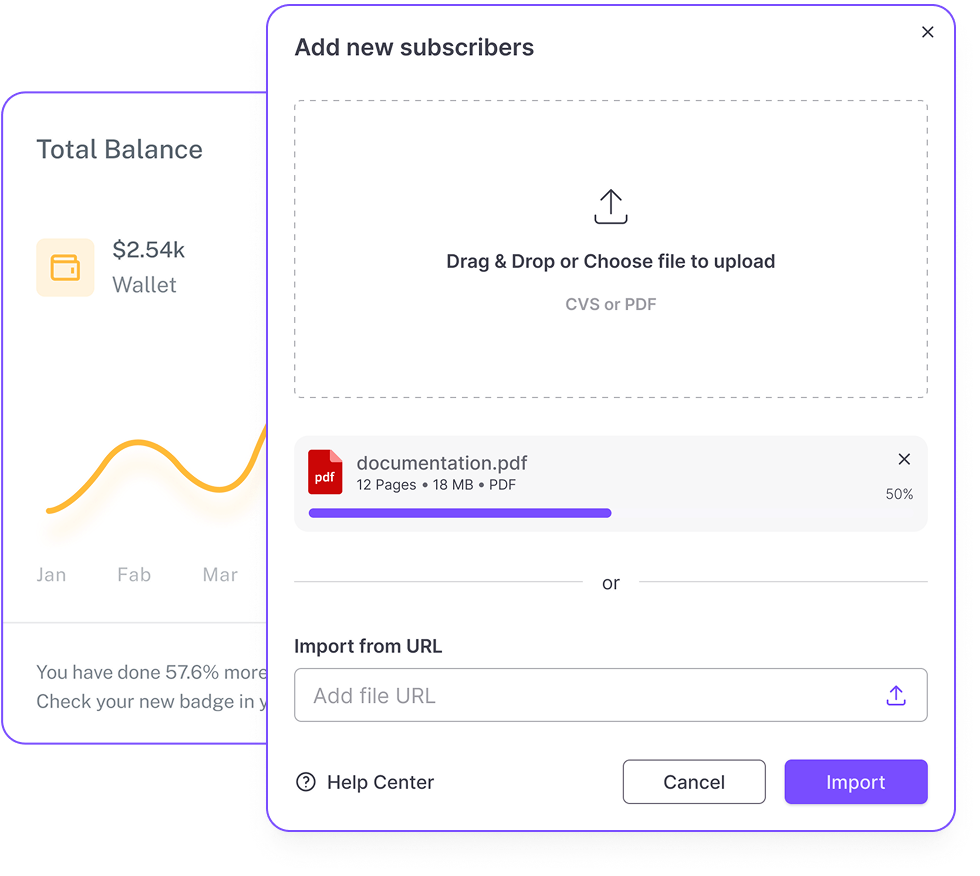 Total Balance
$2.54k
Wallet
Jan Fab Mar
You have done 57.6% more
Check your new badge in
Add new subscribers
Drag & Drop or Choose file to upload
CVS or PDF
pdf
documentation.pdf
12 Pages • 18 MB • PDF
50%
or
Import from URL
Add file URL
Help Center
Cancel
Import